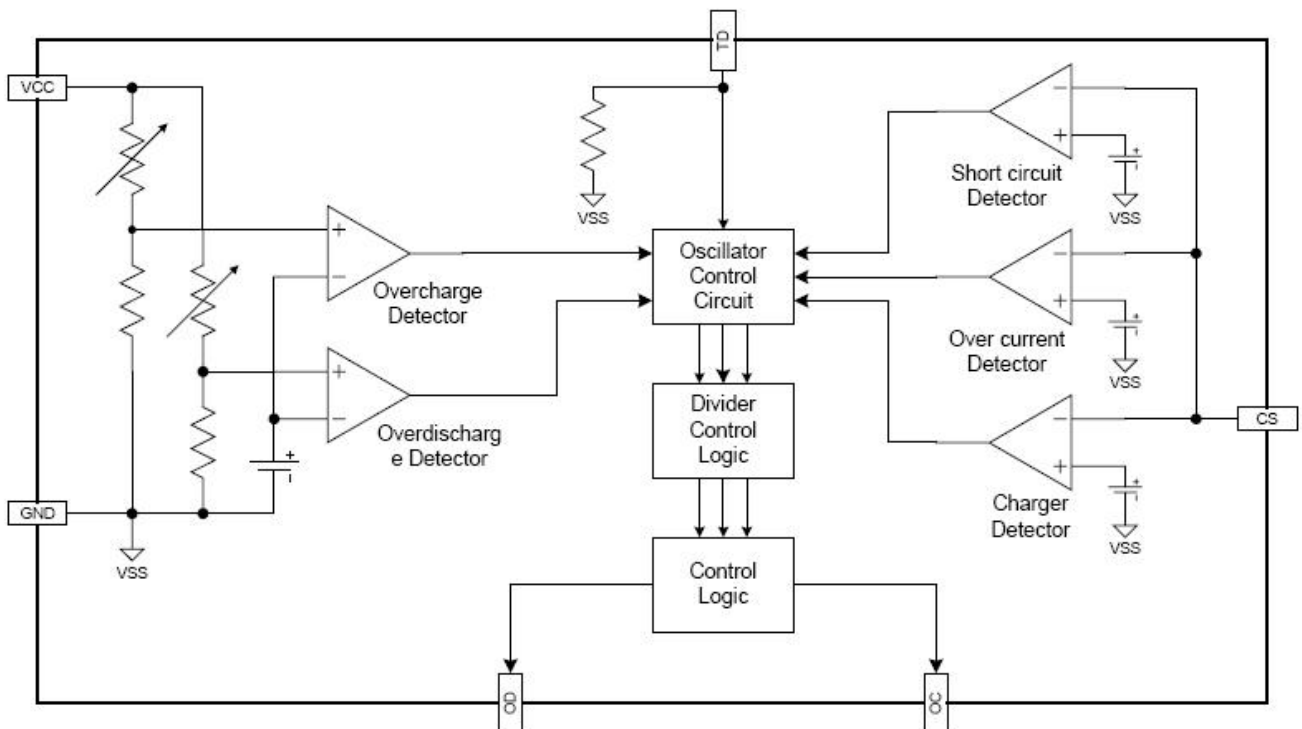 TD
VCC
+
-
Short circuit
Detector
+
-
VSS
VSS
+
-
Overcharge
Detector
Oscillator
Control
Circuit
-
+
+
-
Over current
Detector
VSS
+
-
Overdischarg
e Detector
+
-
Divider
Control
Logic
-
+
CS
Charger
Detector
+
-
VSS
GND
VSS
Control
Logic
OD
OC